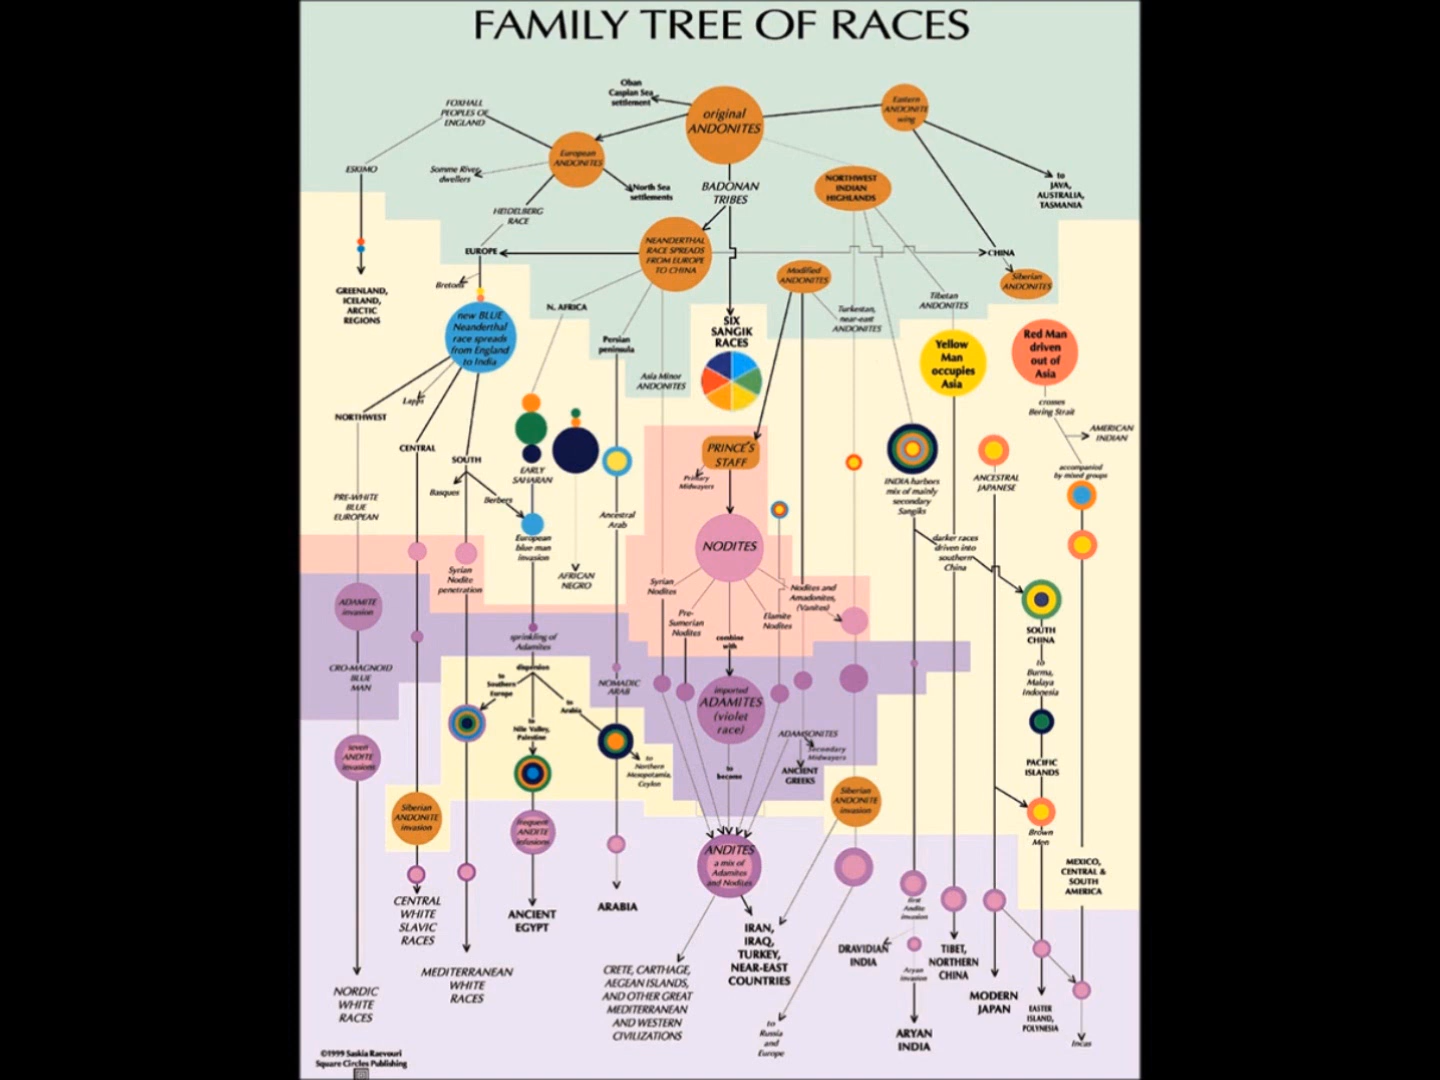 FAMILY TREE OF RACES
Oban
Caspian Sea
settlement
original
ANDONITES
Eastern
ANDONITE
wing
FOXHALL
PEOPLES OF
ENGLAND
European
ANDONITES
ESKIMO
Somme River
dwellers
North Sea
settlements
BADONAN
TRIBES
NORTHWEST
INDIAN
HIGHLANDS
to
JAVA,
AUSTRALIA,
TASMANIA
HEIDELBERG
RACE
EUROPE
NEANDERTHAL
RACE SPREADS
FROM EUROPE
TO CHINA
CHINA
Modified
ANDONITES
Siberian
ANDONITES
Bretons
GREENLAND,
ICELAND,
ARCTIC
REGIONS
N. AFRICA
Tibetan
ANDONITES
Turkestan,
near-east
ANDONITES
new BLUE
Neanderthal
race spreads
from England
to India
Persian
peninsula
SIX
SANGIK
RACES
Yellow
Man
occupies
Asia
Red Man
driven
out of
Asia
Asia Minor
ANDONITES
Lapps
NORTHWEST
crosses
Bering Strait
AMERICAN
INDIAN
CENTRAL
SOUTH
PRINCE'S
STAFF
Primary
Midwayers
EARLY
SAHARAN
INDIA harbors
mix of mainly
secondary
Sangiks
ANCESTRAL
JAPANESE
accompanied
by mixed groups
Basques
Berbers
PRE-WHITE
BLUE
EUROPEAN
Ancestral
Arab
European
blue man
invasion
NODITES
darker races
driven into
southern
China
AFRICAN
NEGRO
Syrian
Nodite
penetration
Syrian
Nodites
Nodites and
Amadonites,
(Vanites)
ADAMITE
invasion
Pre-
Sumerian
Nodites
Elamite
Nodites
combine
with
sprinkling of
Adamites
SOUTH
CHINA
CRO-MAGNOID
BLUE
MAN
dispersion
to
Southern
Europe
NOMADIC
ARAB
to
Burma,
Malaya
Indonesia
imported
ADAMITES
(violet
race)
to
Arabia
to
Nile Valley,
Palestine
ADAMSONITES
secondary
Midwayers
seven
ANDITE
invasions
to
Northern
Mesopotamia,
Ceylon
to
become
ANCIENT
GREEKS
PACIFIC
ISLANDS
Siberian
ANDONITE
invasion
Siberian
ANDONITE
invasion
frequent
ANDITE
infusions
Brown
Men
ANDITES
a mix of
Adamites
and Nodites
MEXICO,
CENTRAL &
SOUTH
AMERICA
CENTRAL
WHITE
SLAVIC
RACES
ANCIENT
EGYPT
ARABIA
first
Andite
invasion
IRAN,
IRAQ,
TURKEY,
NEAR-EAST
COUNTRIES
DRAVIDIAN
INDIA
TIBET,
NORTHERN
CHINA
MEDITERRANEAN
WHITE
RACES
CRETE, CARTHAGE,
AEGEAN ISLANDS,
AND OTHER GREAT
MEDITERRANEAN
AND WESTERN
CIVILIZATIONS
Aryan
invasion
NORDIC
WHITE
RACES
MODERN
JAPAN
EASTER
ISLAND,
POLYNESIA
to
Russia
and
Europe
ARYAN
INDIA
Incas
©1999 Saskia Raevouri
Square Circles Publishing